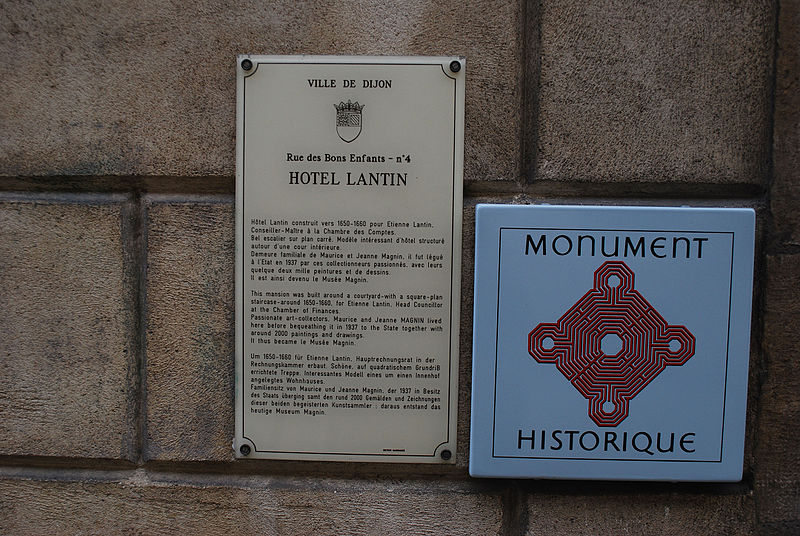 VILLE DE DIJON
Rue des Bons Enfants - n°4
HOTEL LANTIN
Hôtel Lantin construit vers 1650-1660 pour Etienne Lantin,
Conseiller-Maître à la Chambre des Comptes.
Bel escalier sur plan carré. Modèle intéressant d'hôtel structuré
autour d'une cour intérieure.
Demeure familiale de Maurice et Jeanne Magnin, il fut légué
à l'Etat en 1937 par ces collectionneurs passionnés, avec leurs
quelque deux mille peintures et de dessins.
Il est ainsi devenu le Musée Magnin.
This mansion was built around a courtyard-with a square-plan
staircase-around 1650-1660, for Etienne Lantin, Head Councillor
at the Chamber of Finances.
Passionate art-collectors, Maurice and Jeanne MAGNIN lived
here before bequeathing it in 1937 to the State together with
around 2000 paintings and drawings.
It thus became le Musée Magnin.
Um 1650-1660 für Etienne Lantin, Hauptrechnungsrat in der
Rechnungskammer erbaut. Schöne, auf quadratischem Grundriß
errichtete Treppe. Interessantes Modell eines um einen Innenhof
angelegtes Wohnhauses.
Familiensitz von Maurice und Jeanne Magnin, der 1937 in Besitz
des Staats überging samt den rund 2000 Gemälden und Zeichnungen
dieser beiden begeisterten Kunstsammler ; daraus entstand das
heutige Museum Magnin.
MONUMENT
HISTORIQUE